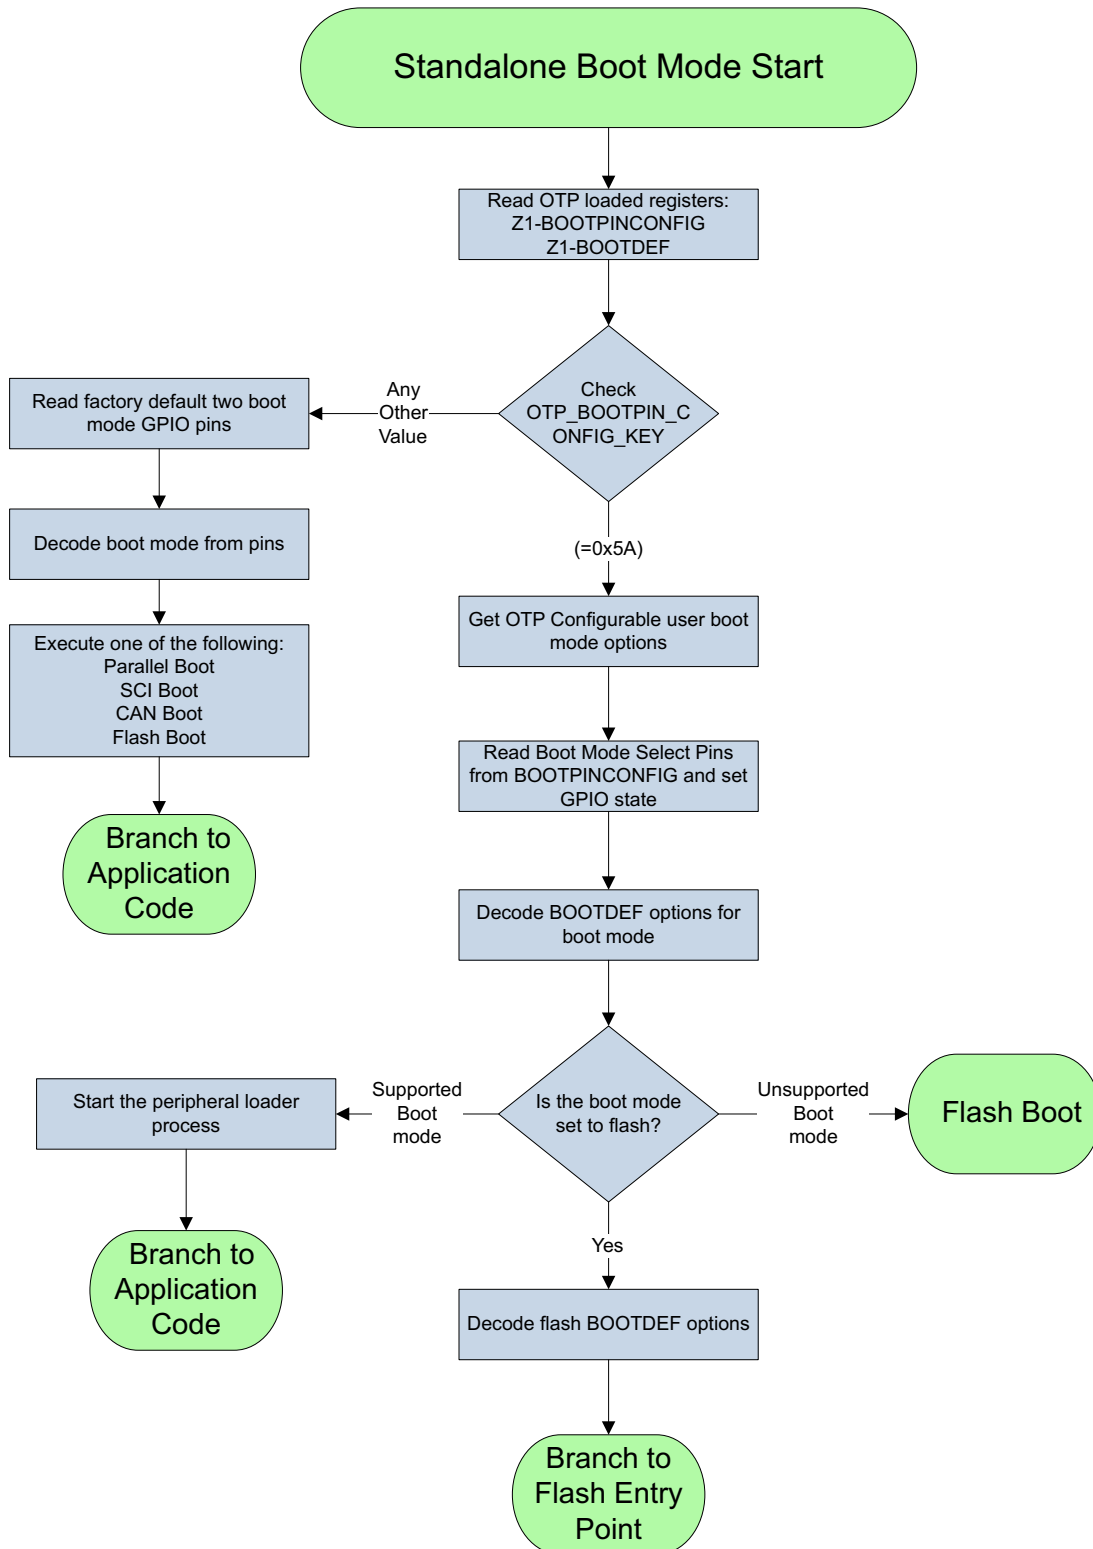 Standalone Boot Mode Start
Read OTP loaded registers:
Z1-BOOTPINCONFIG
Z1-BOOTDEF
Check
OTP_BOOTPIN_C
ONFIG_KEY
Any
Other
Value
Read factory default two boot
mode GPIO pins
Decode boot mode from pins
Execute one of the following:
Parallel Boot
SCI Boot
CAN Boot
Flash Boot
Branch to
Application
Code
(=0x5A)
Get OTP Configurable user boot
mode options
Read Boot Mode Select Pins
from BOOTPINCONFIG and set
GPIO state
Decode BOOTDEF options for
boot mode
Is the boot mode
set to flash?
Supported
Boot
mode
Start the peripheral loader
process
Branch to
Application
Code
Unsupported
Boot
mode
Flash Boot
Yes
Decode flash BOOTDEF options
Branch to
Flash Entry
Point